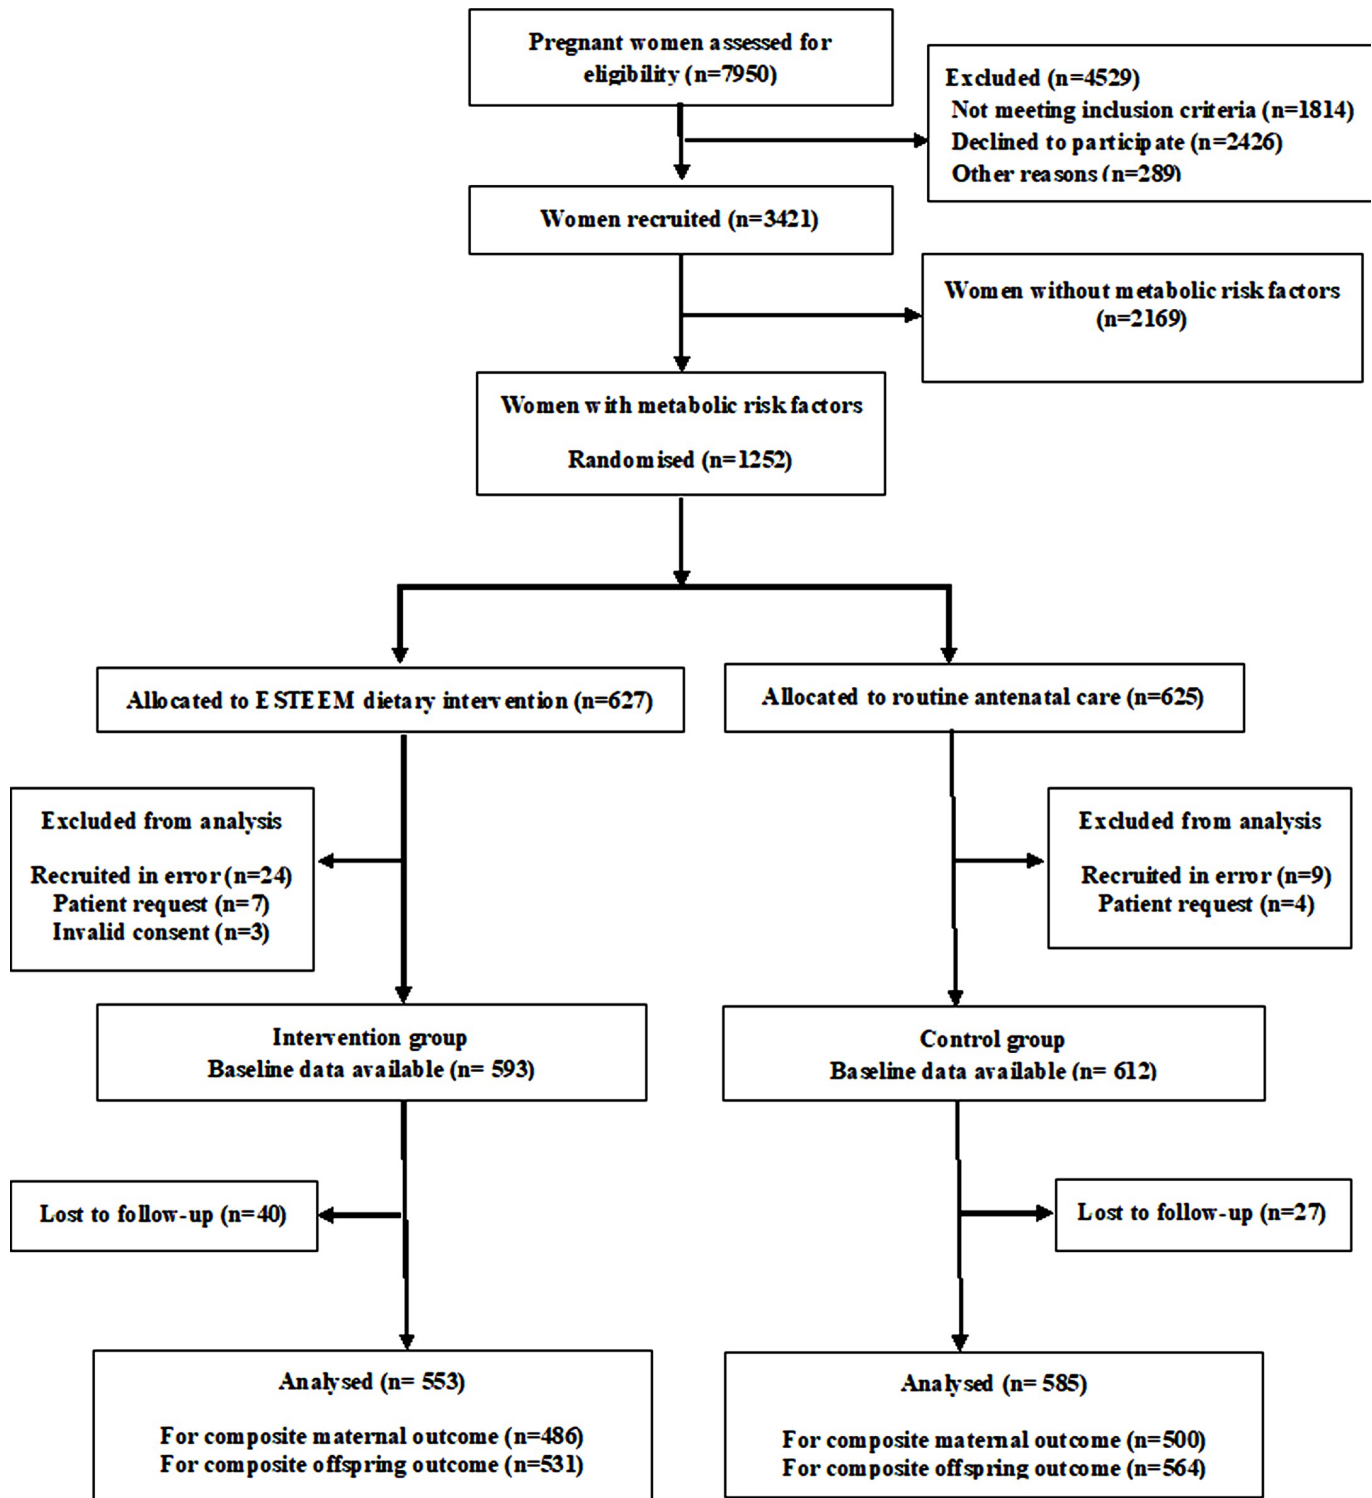 Pregnant women assessed for
eligibility (n=7950)
Excluded (n=4529)
Not meeting inclusion criteria (n=1814)
Declined to participate (n=2426)
Other reasons (n=289)
Women recruited (n=3421)
Women without metabolic risk factors
(n=2169)
Women with metabolic risk factors
Randomised (n=1252)
Allocated to ESTEEM dietary intervention (n=627)
Allocated to routine antenatal care (n=625)
Excluded from analysis
Recruited in error (n=24)
Patient request (n=7)
Invalid consent (n=3)
Excluded from analysis
Recruited in error (n=9)
Patient request (n=4)
Intervention group
Baseline data available (n= 593)
Control group
Baseline data available (n= 612)
Lost to follow-up (n=40)
Lost to follow-up (n=27)
Analysed (n= 553)
For composite maternal outcome (n=486)
For composite offspring outcome (n=531)
Analysed (n= 585)
For composite maternal outcome (n=500)
For composite offspring outcome (n=564)